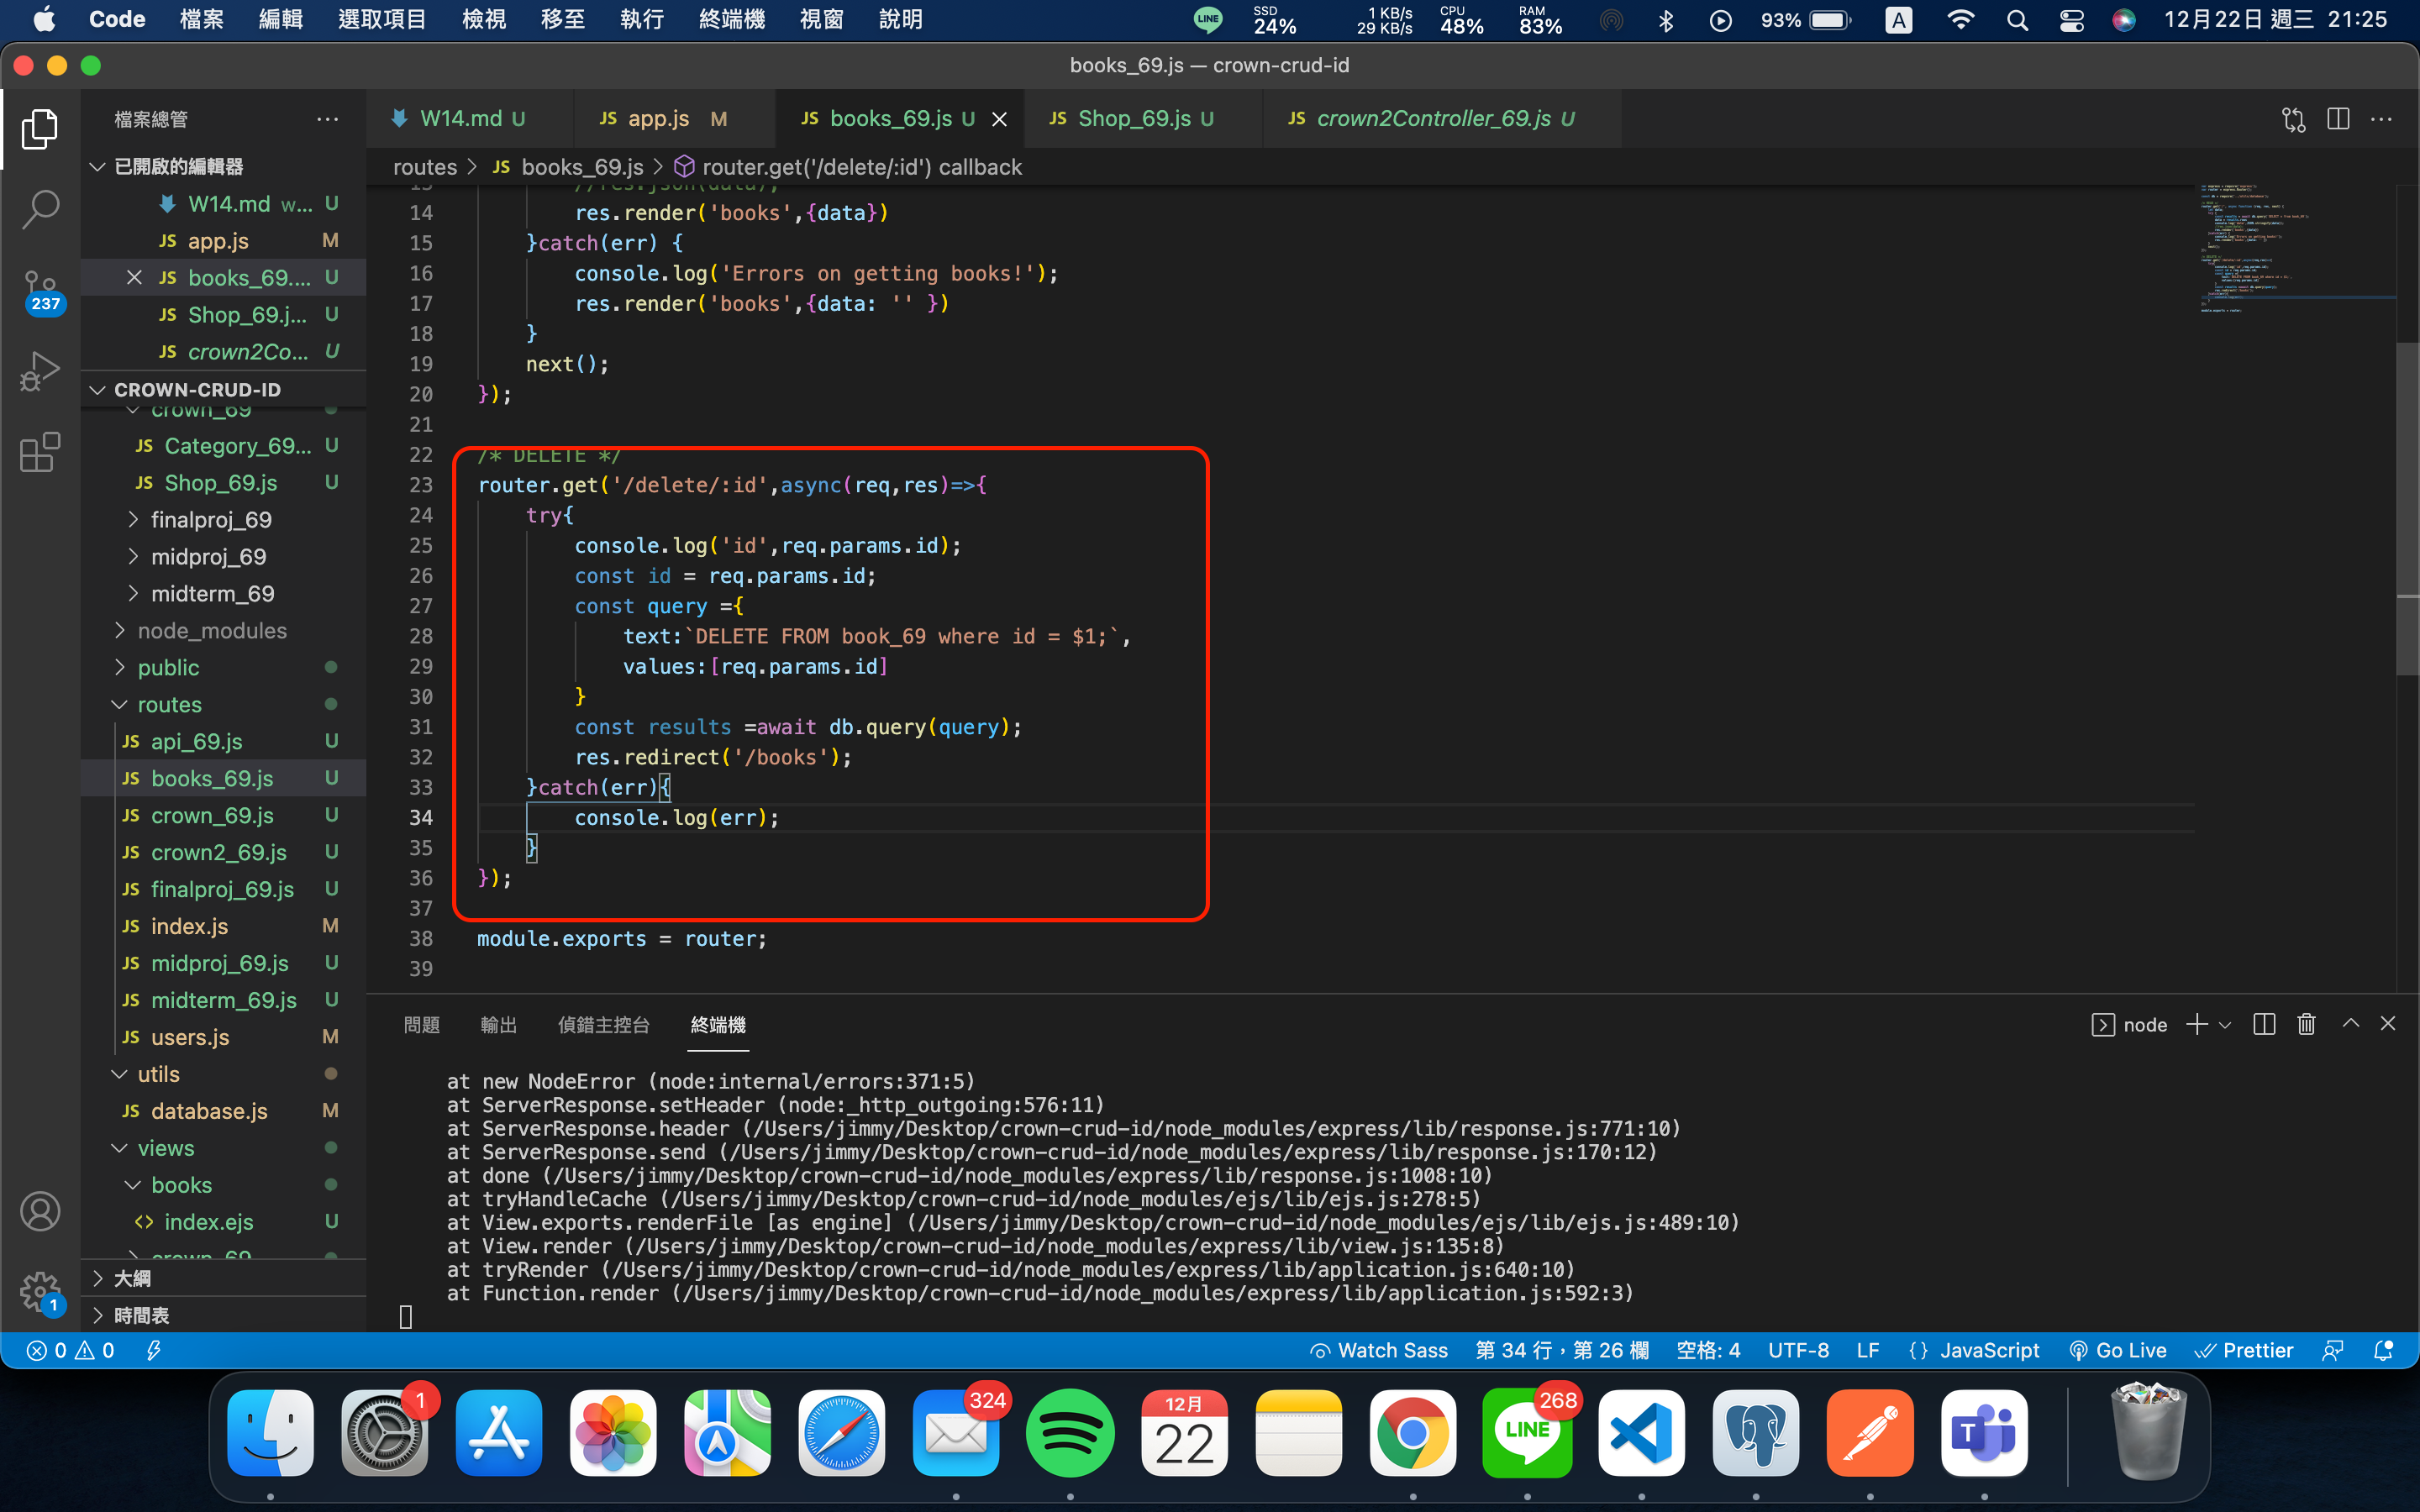 Code 檔案 編輯 選取項目 檢視 移至 執行 終端機 視窗 說明 LINE SSD 24% 1 KB/s 29 KB/s CPU 48% RAM 83% 93% A 12月22日 週三 21:25
books_69.js — crown-crud-id
檔案總管 ···
已開啟的編輯器
W14.md w... U
JS app.js M
JS books_69.... U
JS Shop_69.j... U
JS crown2Co... U
CROWN-CRUD-ID
crown_69
JS Category_69... U
JS Shop_69.js U
finalproj_69
midproj_69
midterm_69
node_modules
public
routes
JS api_69.js U
JS books_69.js U
JS crown_69.js U
JS crown2_69.js U
JS finalproj_69.js U
JS index.js M
JS midproj_69.js U
JS midterm_69.js U
JS users.js M
utils
JS database.js M
views
books
<> index.ejs U
crown_69
大綱
時間表
237
1
W14.md U JS app.js M JS books_69.js U JS Shop_69.js U JS crown2Controller_69.js U
routes > JS books_69.js > router.get('/delete/:id') callback
13 //res.json(data);
14 res.render('books',{data})
15 }catch(err) {
16 console.log('Errors on getting books!');
17 res.render('books',{data: '' })
18 }
19 next();
20 });
21
22 /* DELETE */
23 router.get('/delete/:id',async(req,res)=>{
24 try{
25 console.log('id',req.params.id);
26 const id = req.params.id;
27 const query ={
28 text:`DELETE FROM book_69 where id = $1;`,
29 values:[req.params.id]
30 }
31 const results =await db.query(query);
32 res.redirect('/books');
33 }catch(err){
34 console.log(err);
35 }
36 });
37
38 module.exports = router;
39
問題 輸出 偵錯主控台 終端機 node
at new NodeError (node:internal/errors:371:5)
at ServerResponse.setHeader (node:_http_outgoing:576:11)
at ServerResponse.header (/Users/jimmy/Desktop/crown-crud-id/node_modules/express/lib/response.js:771:10)
at ServerResponse.send (/Users/jimmy/Desktop/crown-crud-id/node_modules/express/lib/response.js:170:12)
at done (/Users/jimmy/Desktop/crown-crud-id/node_modules/express/lib/response.js:1008:10)
at tryHandleCache (/Users/jimmy/Desktop/crown-crud-id/node_modules/ejs/lib/ejs.js:278:5)
at View.exports.renderFile [as engine] (/Users/jimmy/Desktop/crown-crud-id/node_modules/ejs/lib/ejs.js:489:10)
at View.render (/Users/jimmy/Desktop/crown-crud-id/node_modules/express/lib/view.js:135:8)
at tryRender (/Users/jimmy/Desktop/crown-crud-id/node_modules/express/lib/application.js:640:10)
at Function.render (/Users/jimmy/Desktop/crown-crud-id/node_modules/express/lib/application.js:592:3)
0 0 Watch Sass 第 34 行，第 26 欄 空格: 4 UTF-8 LF {} JavaScript Go Live Prettier
1 324 12月 22 LINE 268 T